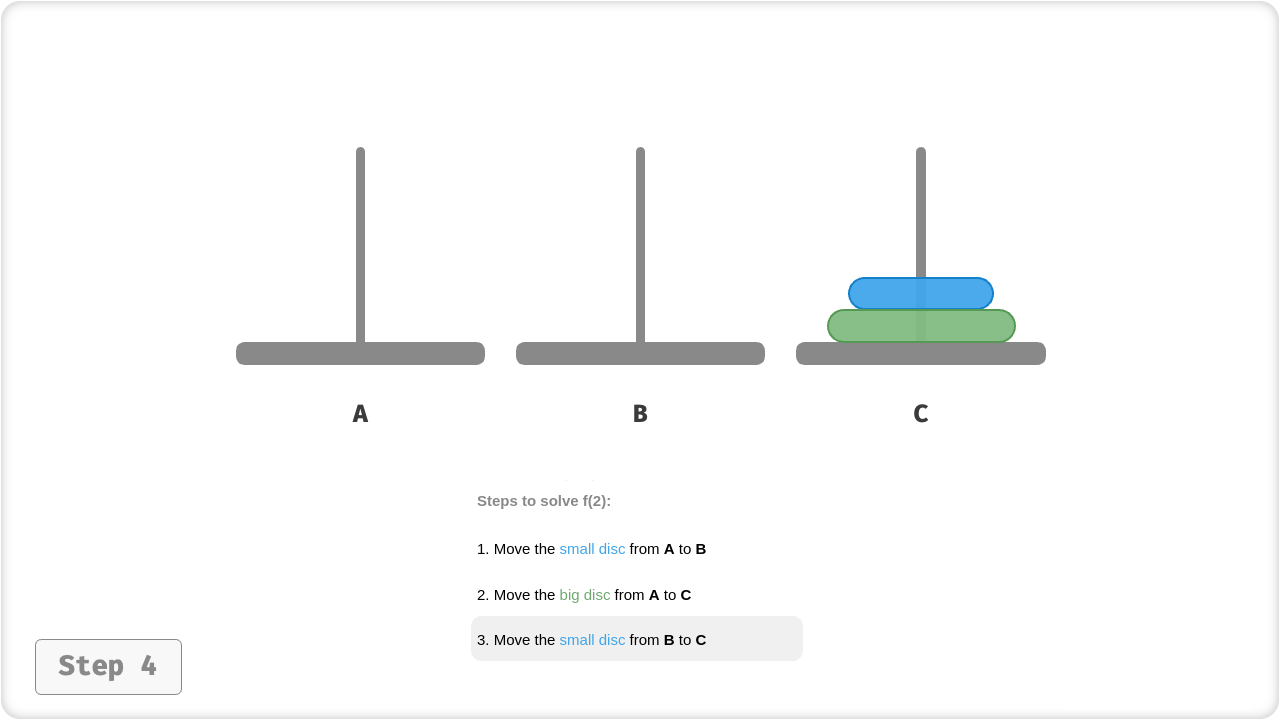 A B C
Steps to solve f(2):
1. Move the small disc from A to B
2. Move the big disc from A to C
3. Move the small disc from B to C
Step 4